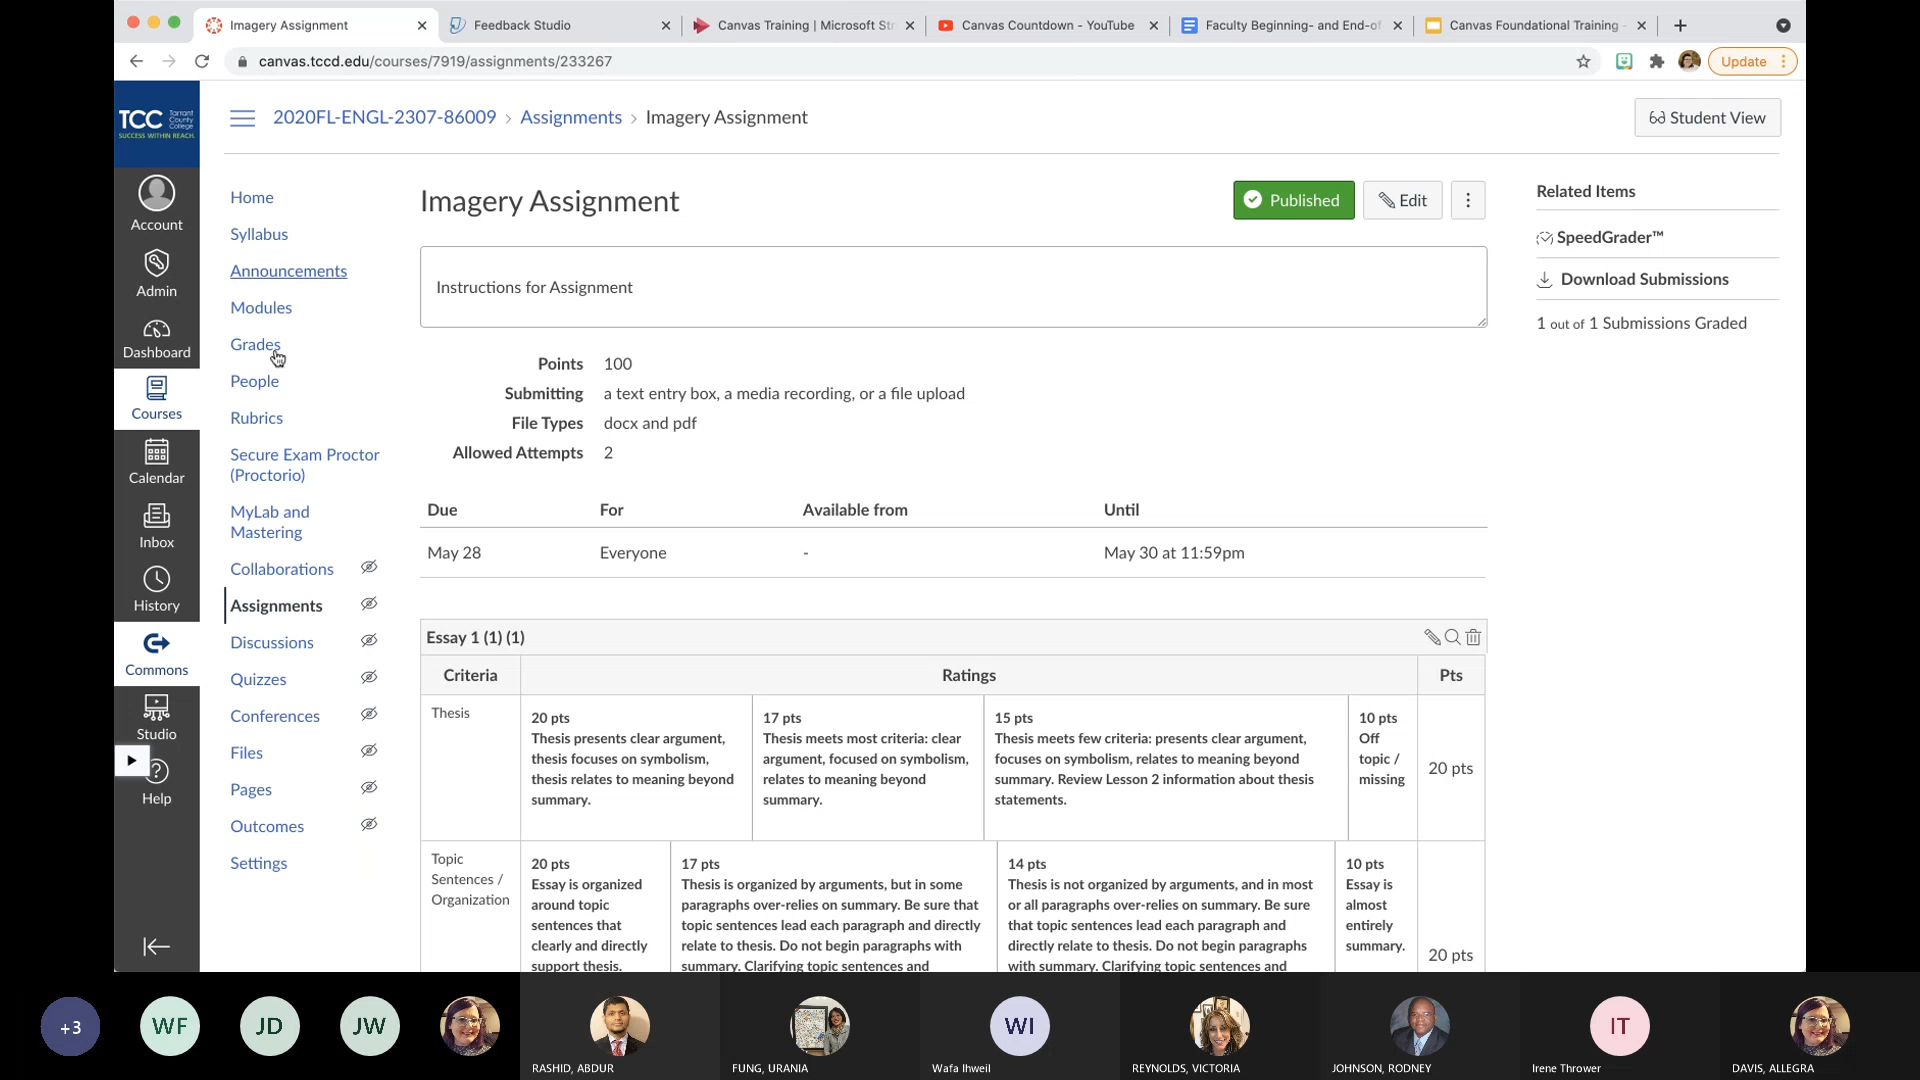 Imagery Assignment
Feedback Studio
Canvas Training | Microsoft Str
Canvas Countdown - YouTube
Faculty Beginning- and End-of
Canvas Foundational Training -
canvas.tccd.edu/courses/7919/assignments/233267
Update
TCC Tarrant County College
SUCCESS WITHIN REACH.
2020FL-ENGL-2307-86009 › Assignments › Imagery Assignment
Student View
Account
Admin
Dashboard
Courses
Calendar
Inbox
History
Commons
Studio
Help
Home
Syllabus
Announcements
Modules
Grades
People
Rubrics
Secure Exam Proctor
(Proctorio)
MyLab and
Mastering
Collaborations
Assignments
Discussions
Quizzes
Conferences
Files
Pages
Outcomes
Settings
Imagery Assignment
Published
Edit
Instructions for Assignment
Points 100
Submitting a text entry box, a media recording, or a file upload
File Types docx and pdf
Allowed Attempts 2
Due For Available from Until
May 28 Everyone - May 30 at 11:59pm
Essay 1 (1) (1)
Criteria Ratings Pts
Thesis
20 pts
Thesis presents clear argument,
thesis focuses on symbolism,
thesis relates to meaning beyond
summary.
17 pts
Thesis meets most criteria: clear
argument, focused on symbolism,
relates to meaning beyond
summary.
15 pts
Thesis meets few criteria: presents clear argument,
focuses on symbolism, relates to meaning beyond
summary. Review Lesson 2 information about thesis
statements.
10 pts
Off
topic /
missing
20 pts
Topic
Sentences /
Organization
20 pts
Essay is organized
around topic
sentences that
clearly and directly
support thesis.
17 pts
Thesis is organized by arguments, but in some
paragraphs over-relies on summary. Be sure that
topic sentences lead each paragraph and directly
relate to thesis. Do not begin paragraphs with
summary. Clarifying topic sentences and
14 pts
Thesis is not organized by arguments, and in most
or all paragraphs over-relies on summary. Be sure
that topic sentences lead each paragraph and
directly relate to thesis. Do not begin paragraphs
with summary. Clarifying topic sentences and
10 pts
Essay is
almost
entirely
summary.
20 pts
Related Items
SpeedGrader™
Download Submissions
1 out of 1 Submissions Graded
+3
WF
JD
JW
RASHID, ABDUR
FUNG, URANIA
WI
Wafa Ihweil
REYNOLDS, VICTORIA
JOHNSON, RODNEY
IT
Irene Thrower
DAVIS, ALLEGRA